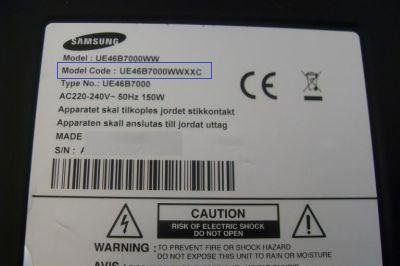 SAMSUNG
Model : UE46B7000WW
Model Code : UE46B7000WWXXC
Type No.: UE46B7000
AC220-240V~ 50Hz 150W
Apparatet skal tilkoples jordet stikkontakt
Apparaten skall anslutas till jordat uttag
MADE
S/N :
CE
CAUTION
RISK OF ELECTRIC SHOCK
DO NOT OPEN
WARNING : TO PREVENT FIRE OR SHOCK HAZARD
DO NOT EXPOSE TO RAIN OR MOISTURE
AVIS